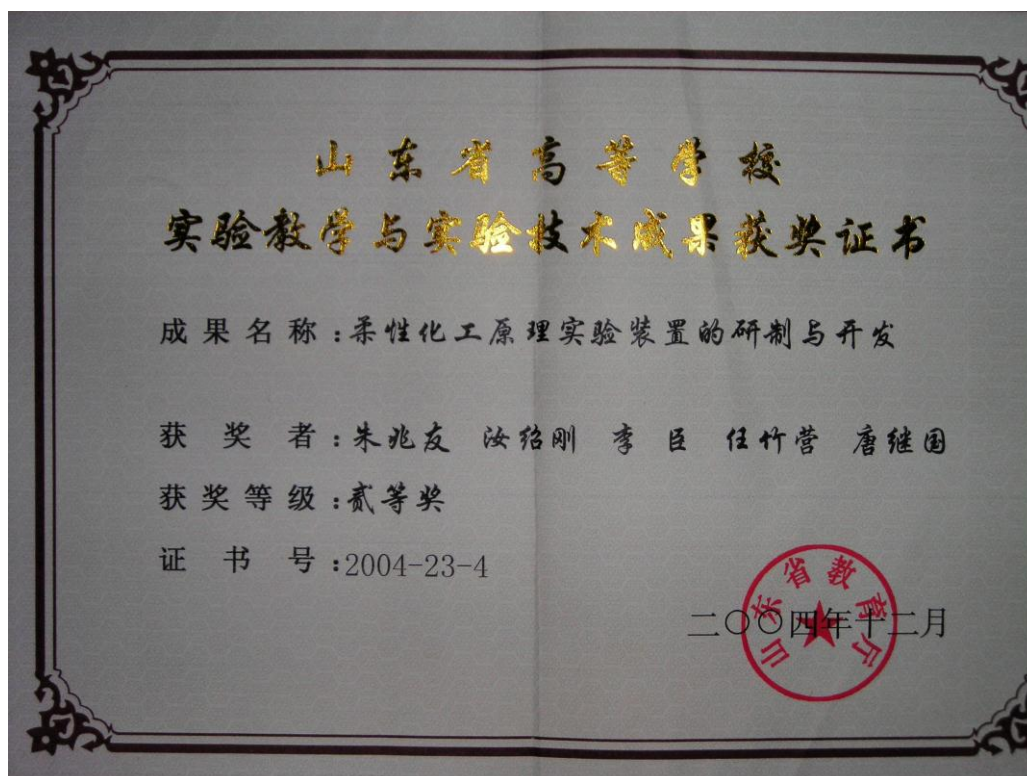 山东省高等学校
实验教学与实验技术成果获奖证书
成果名称：柔性化工原理实验装置的研制与开发
获奖者：朱兆友 汝绍刚 李臣 任竹营 唐继国
获奖等级：贰等奖
证书号：2004-23-4
山东省教育厅
二〇〇四年十二月